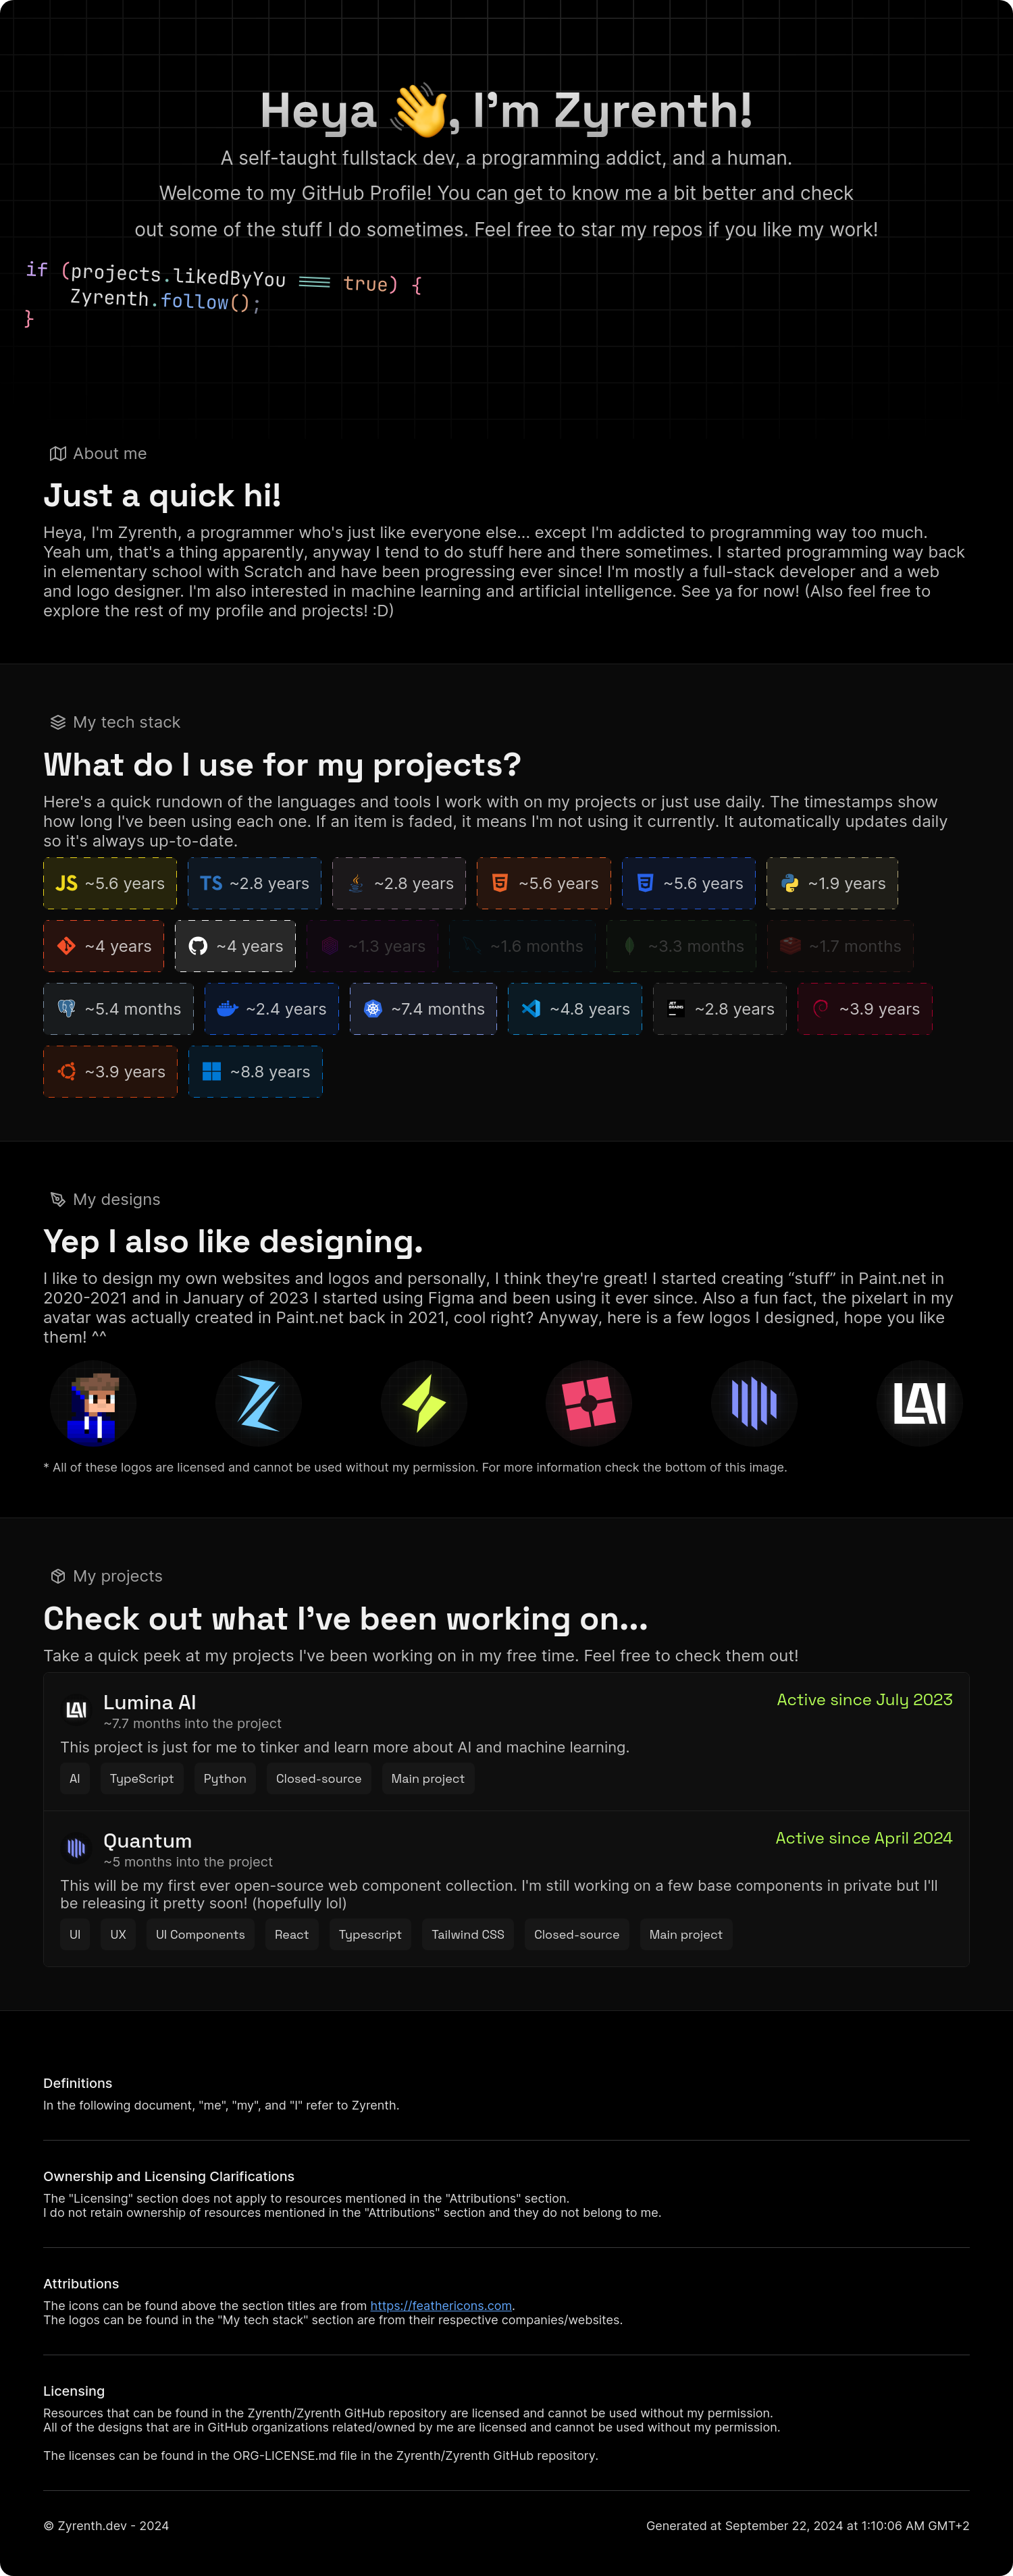 Heya 👋, I’m Zyrenth!
A self-taught fullstack dev, a programming addict, and a human.
Welcome to my GitHub Profile! You can get to know me a bit better and check
out some of the stuff I do sometimes. Feel free to star my repos if you like my work!
if (projects.likedByYou === true) {
Zyrenth.follow();
}
About me
Just a quick hi!
Heya, I'm Zyrenth, a programmer who's just like everyone else... except I'm addicted to programming way too much.
Yeah um, that's a thing apparently, anyway I tend to do stuff here and there sometimes. I started programming way back
in elementary school with Scratch and have been progressing ever since! I'm mostly a full-stack developer and a web
and logo designer. I'm also interested in machine learning and artificial intelligence. See ya for now! (Also feel free to
explore the rest of my profile and projects! :D)
My tech stack
What do I use for my projects?
Here's a quick rundown of the languages and tools I work with on my projects or just use daily. The timestamps show
how long I've been using each one. If an item is faded, it means I'm not using it currently. It automatically updates daily
so it's always up-to-date.
JS ~5.6 years TS ~2.8 years ~2.8 years ~5.6 years ~5.6 years ~1.9 years
~4 years ~4 years ~1.3 years ~1.6 months ~3.3 months ~1.7 months
~5.4 months ~2.4 years ~7.4 months ~4.8 years JET BRAINS ~2.8 years ~3.9 years
~3.9 years ~8.8 years
My designs
Yep I also like designing.
I like to design my own websites and logos and personally, I think they're great! I started creating “stuff” in Paint.net in
2020-2021 and in January of 2023 I started using Figma and been using it ever since. Also a fun fact, the pixelart in my
avatar was actually created in Paint.net back in 2021, cool right? Anyway, here is a few logos I designed, hope you like
them! ^^
LAI
* All of these logos are licensed and cannot be used without my permission. For more information check the bottom of this image.
My projects
Check out what I’ve been working on...
Take a quick peek at my projects I've been working on in my free time. Feel free to check them out!
LAI Lumina AI Active since July 2023
~7.7 months into the project
This project is just for me to tinker and learn more about AI and machine learning.
AI TypeScript Python Closed-source Main project
Quantum Active since April 2024
~5 months into the project
This will be my first ever open-source web component collection. I'm still working on a few base components in private but I'll
be releasing it pretty soon! (hopefully lol)
UI UX UI Components React Typescript Tailwind CSS Closed-source Main project
Definitions
In the following document, "me", "my", and "I" refer to Zyrenth.
Ownership and Licensing Clarifications
The "Licensing" section does not apply to resources mentioned in the "Attributions" section.
I do not retain ownership of resources mentioned in the "Attributions" section and they do not belong to me.
Attributions
The icons can be found above the section titles are from https://feathericons.com.
The logos can be found in the "My tech stack" section are from their respective companies/websites.
Licensing
Resources that can be found in the Zyrenth/Zyrenth GitHub repository are licensed and cannot be used without my permission.
All of the designs that are in GitHub organizations related/owned by me are licensed and cannot be used without my permission.
The licenses can be found in the ORG-LICENSE.md file in the Zyrenth/Zyrenth GitHub repository.
© Zyrenth.dev - 2024 Generated at September 22, 2024 at 1:10:06 AM GMT+2